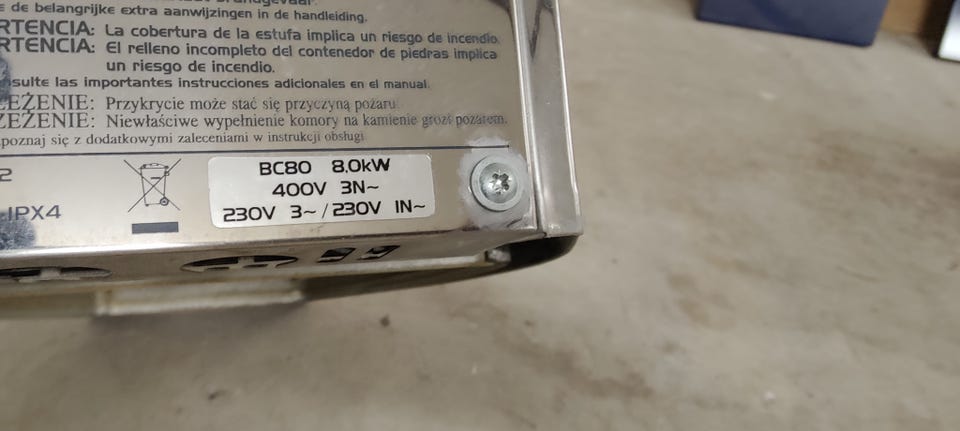 e de belangrijke extra aanwijzingen in de handleiding.
RTENCIA: La cobertura de la estufa implica un riesgo de incendio.
RTENCIA: El relleno incompleto del contenedor de piedras implica
un riesgo de incendio.
nsulte las importantes instrucciones adicionales en el manual.
ZEŻENIE: Przykrycie może stać się przyczyną pożaru
ZEŻENIE: Niewłaściwe wypełnienie komory na kamienie grozi pożarem.
poznaj się z dodatkowymi zaleceniami w instrukcji obsługi
2
IPX4
BC80 8,0kW
400V 3N~
230V 3~/230V 1N~